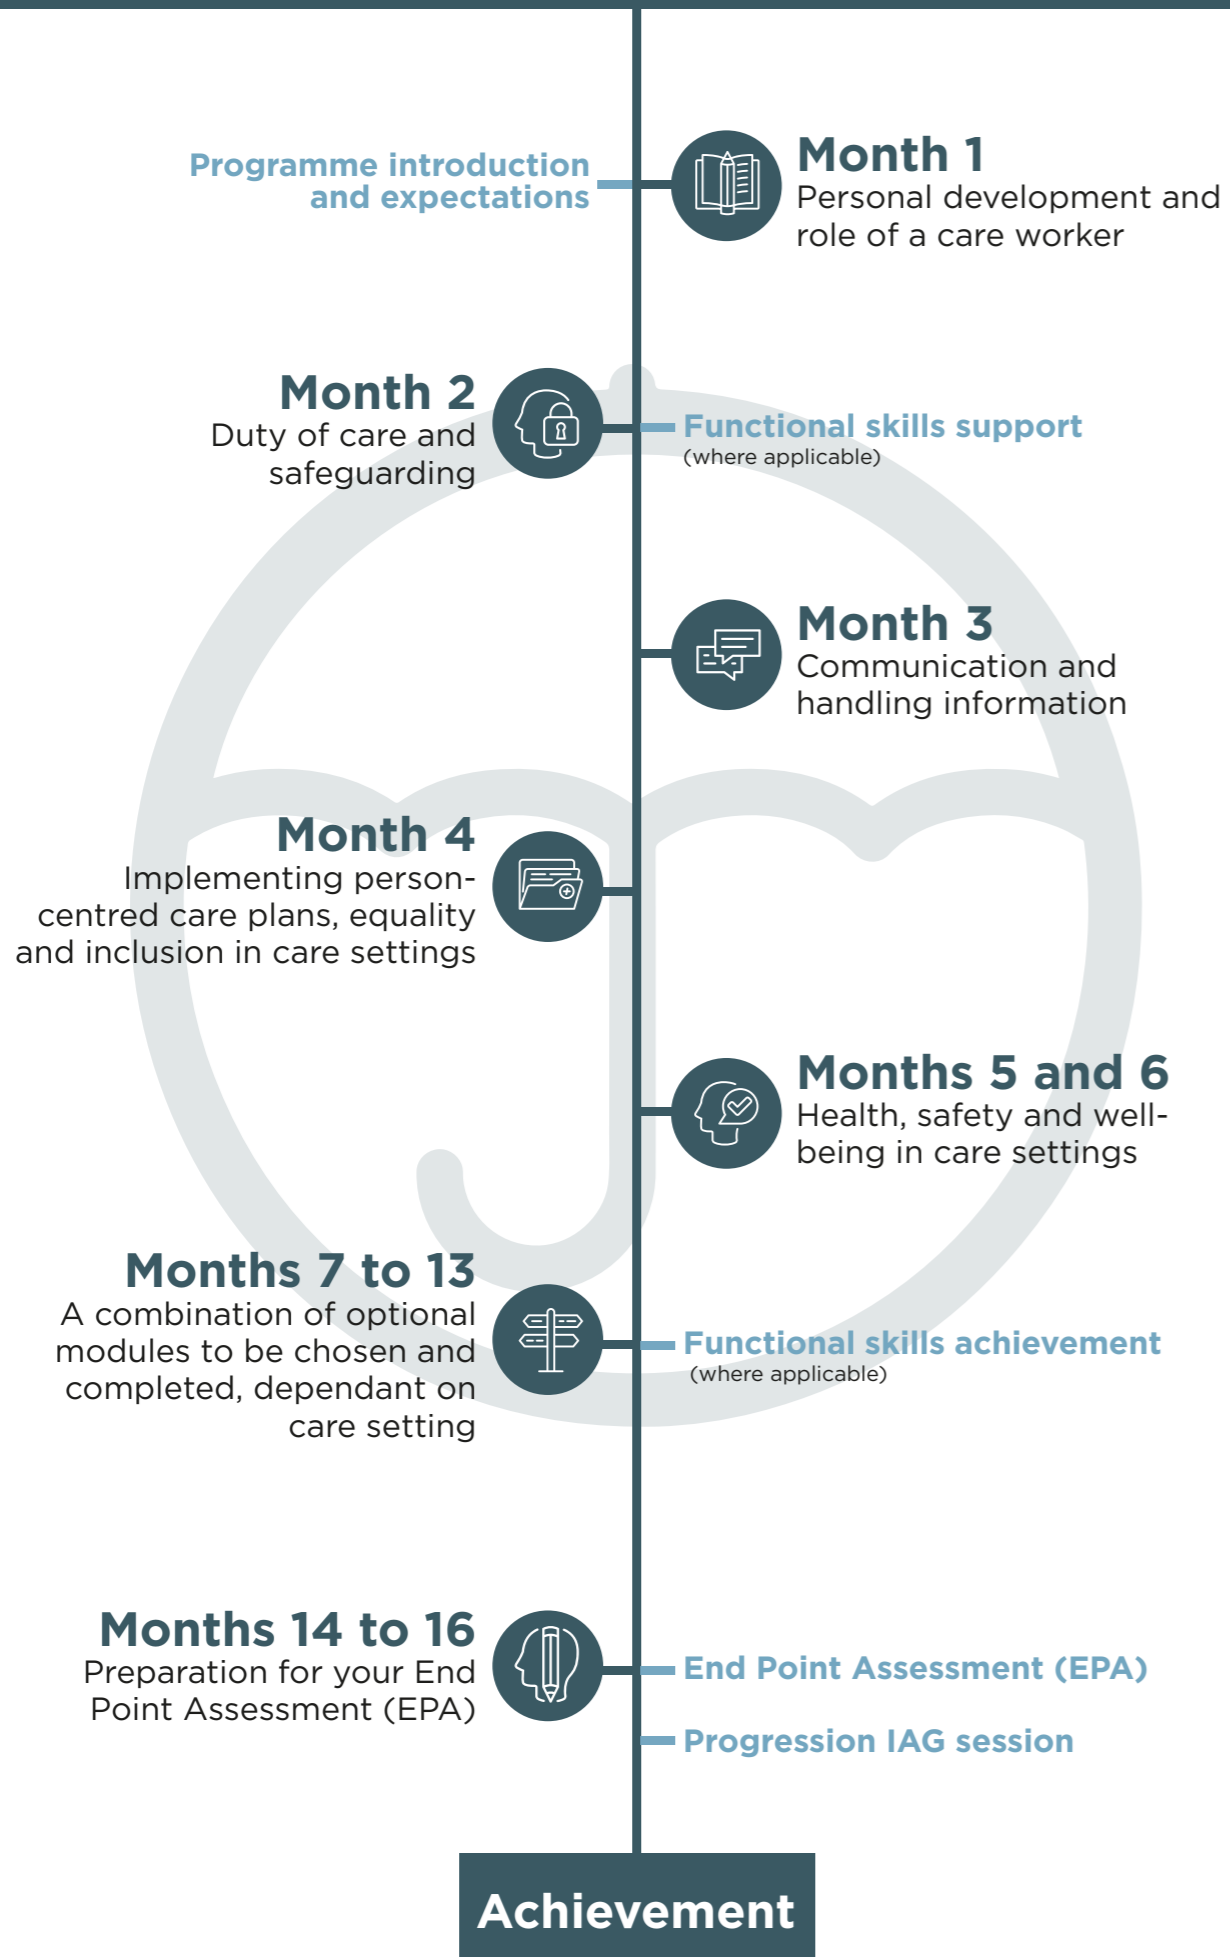 Programme introduction
and expectations
Month 1
Personal development and
role of a care worker
Month 2
Duty of care and
safeguarding
Functional skills support
(where applicable)
Month 3
Communication and
handling information
Month 4
Implementing person-
centred care plans, equality
and inclusion in care settings
Months 5 and 6
Health, safety and well-
being in care settings
Months 7 to 13
A combination of optional
modules to be chosen and
completed, dependant on
care setting
Functional skills achievement
(where applicable)
Months 14 to 16
Preparation for your End
Point Assessment (EPA)
End Point Assessment (EPA)
Progression IAG session
Achievement